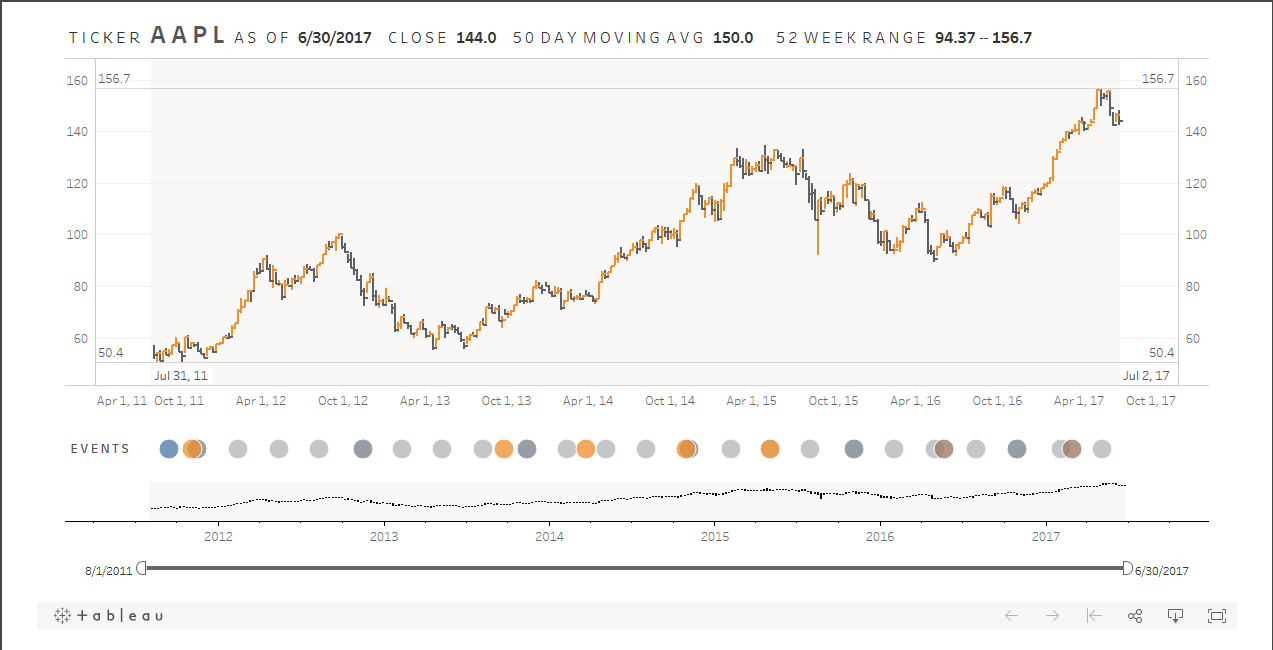 TICKER AAPL AS OF 6/30/2017 CLOSE 144.0 50 DAY MOVING AVG 150.0 52 WEEK RANGE 94.37 -- 156.7
160 156.7 156.7 160
140 140
120 120
100 100
80 80
60 60
50.4 50.4
Jul 31, 11 Jul 2, 17
Apr 1, 11 Oct 1, 11 Apr 1, 12 Oct 1, 12 Apr 1, 13 Oct 1, 13 Apr 1, 14 Oct 1, 14 Apr 1, 15 Oct 1, 15 Apr 1, 16 Oct 1, 16 Apr 1, 17 Oct 1, 17
EVENTS
2012 2013 2014 2015 2016 2017
8/1/2011 6/30/2017
+ableau